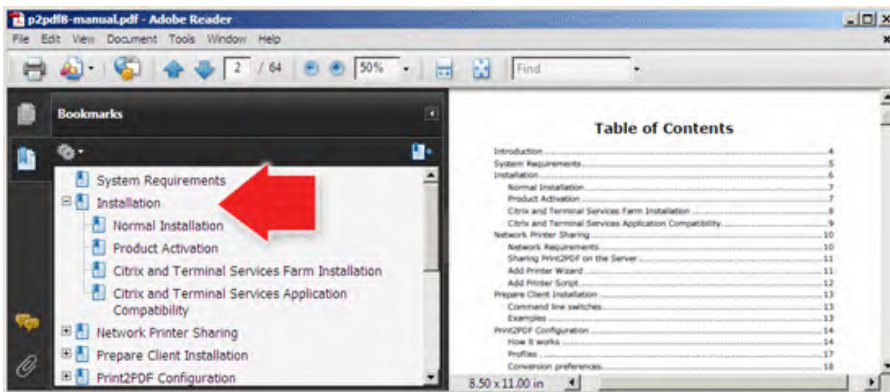 p2pdf8-manual.pdf - Adobe Reader
File Edit View Document Tools Window Help
2 / 64 50% Find
Bookmarks
System Requirements
Installation
Normal Installation
Product Activation
Citrix and Terminal Services Farm Installation
Citrix and Terminal Services Application
Compatibility
Network Printer Sharing
Prepare Client Installation
Print2PDF Configuration
Table of Contents
Introduction 4
System Requirements 5
Installation 6
Normal Installation 7
Product Activation 7
Citrix and Terminal Services Farm Installation 8
Citrix and Terminal Services Application Compatibility 9
Network Printer Sharing 10
Network Requirements 10
Sharing Print2PDF on the Server 11
Add Printer Wizard 11
Add Printer Script 12
Prepare Client Installation 13
Command line switches 13
Examples 13
Print2PDF Configuration 14
How it works 14
Profiles 17
Conversion preferences 18
8.50 x 11.00 in